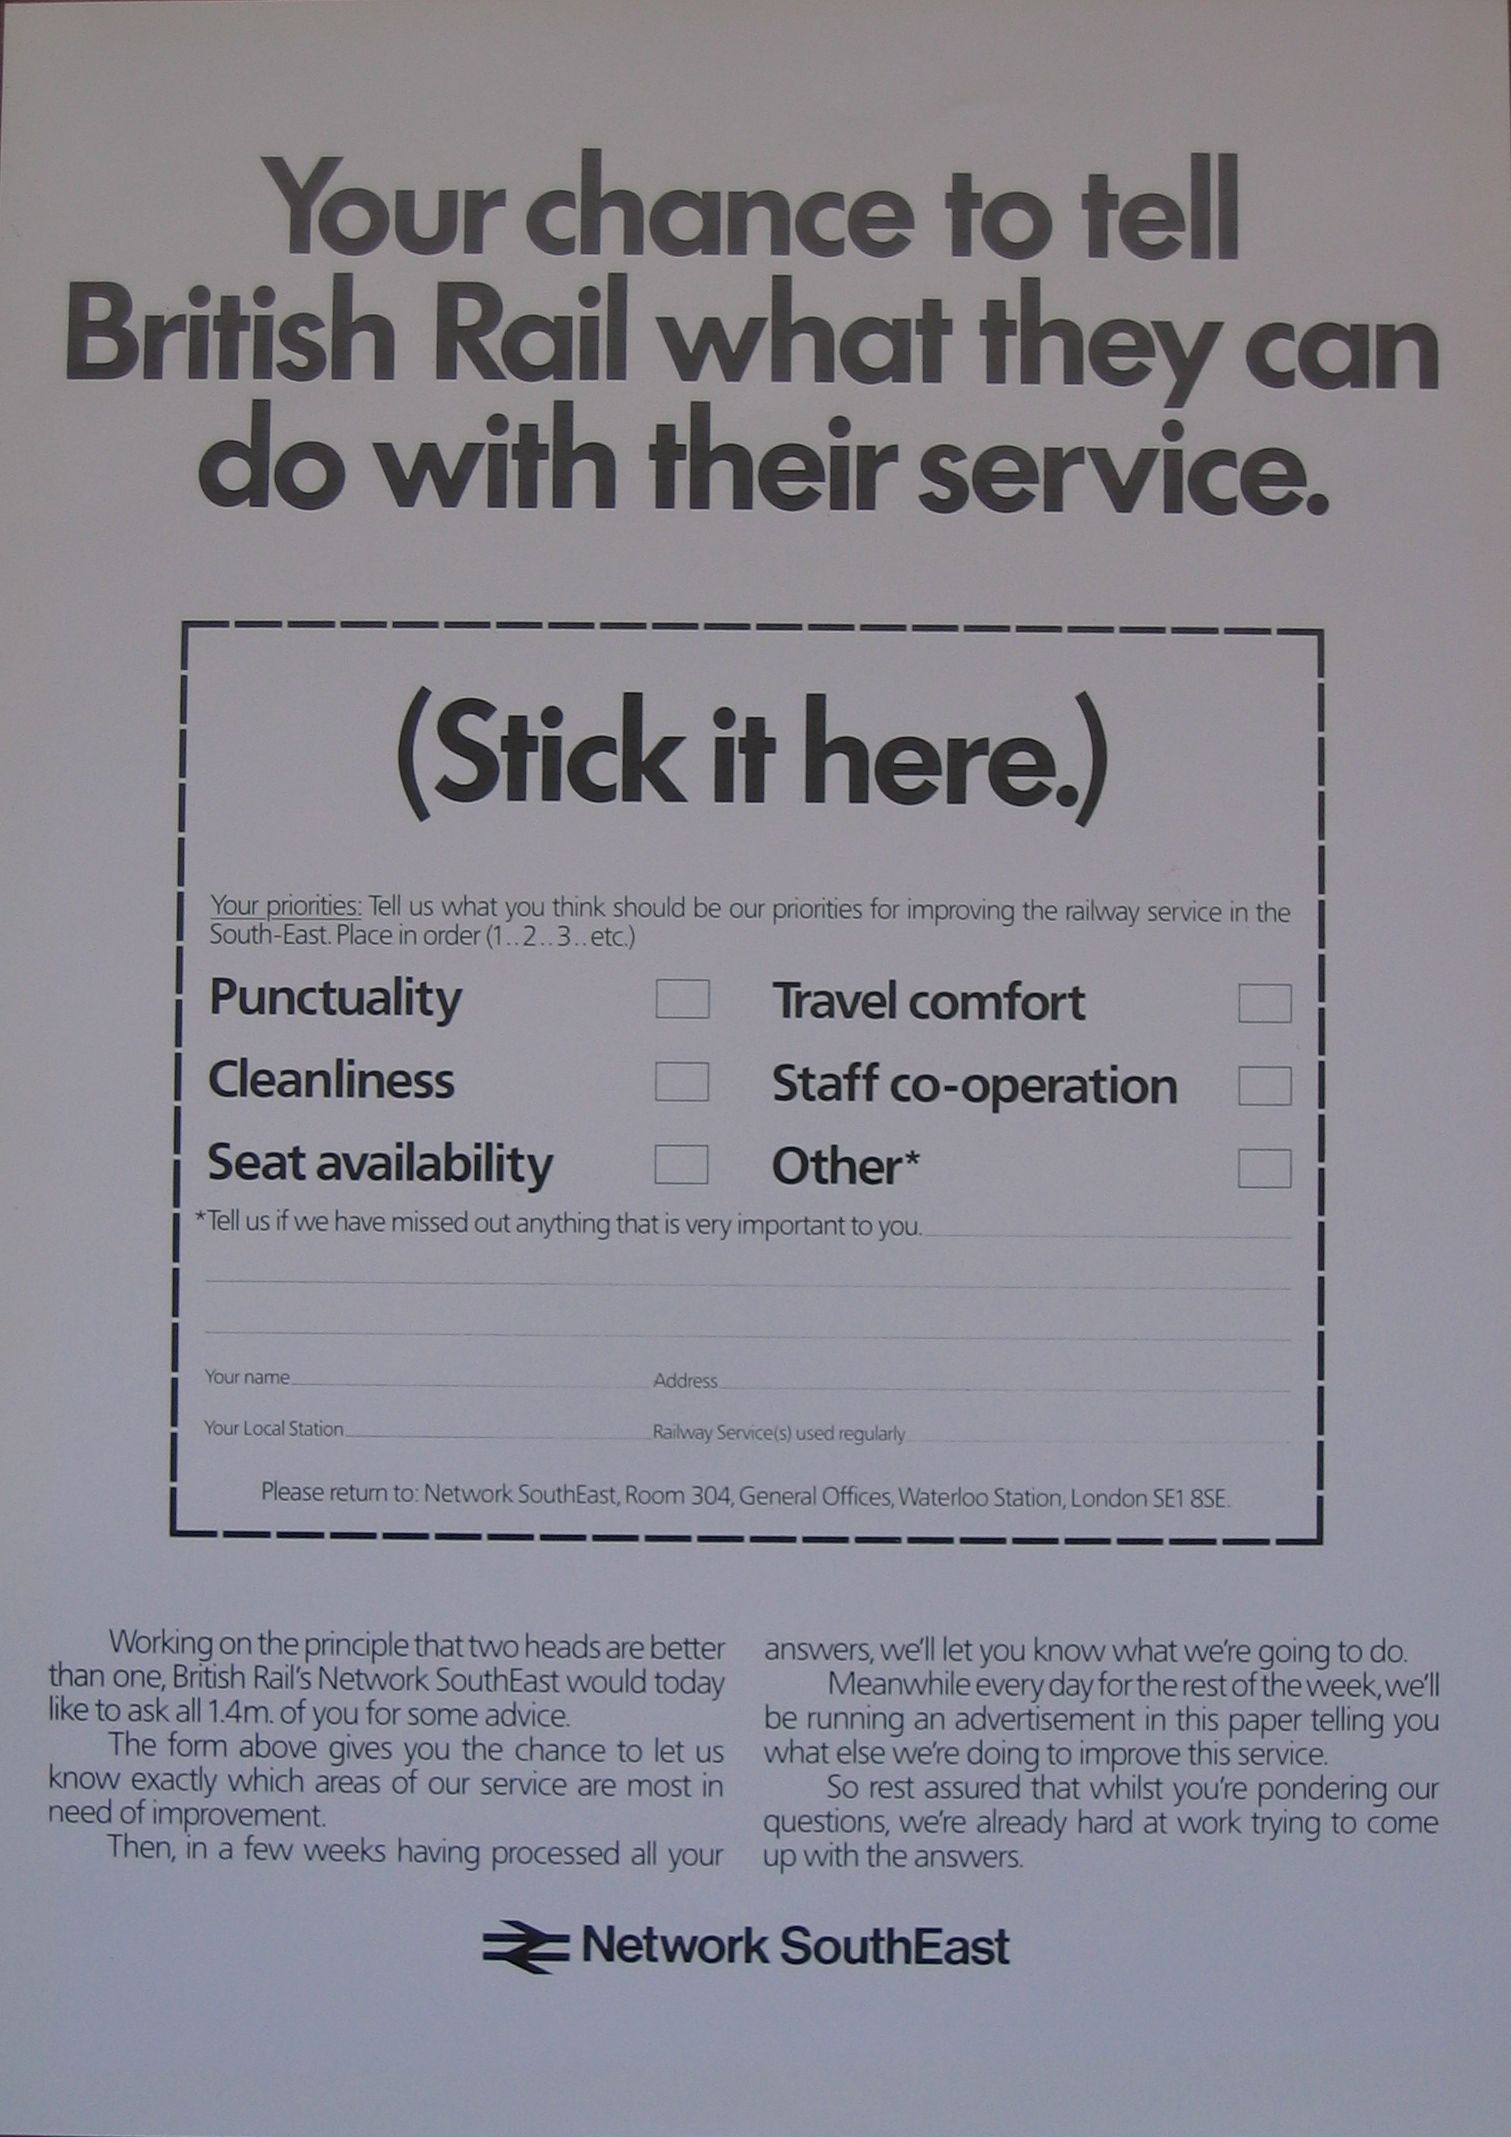 Your chance to tell
British Rail what they can
do with their service.
(Stick it here.)
Your priorities: Tell us what you think should be our priorities for improving the railway service in the
South-East. Place in order (1..2..3..etc.)
Punctuality
Travel comfort
Cleanliness
Staff co-operation
Seat availability
Other*
*Tell us if we have missed out anything that is very important to you.
Your name
Address
Your Local Station
Railway Service(s) used regularly
Please return to: Network SouthEast, Room 304, General Offices, Waterloo Station, London SE1 8SE.
Working on the principle that two heads are better
than one, British Rail's Network SouthEast would today
like to ask all 1.4m. of you for some advice.
The form above gives you the chance to let us
know exactly which areas of our service are most in
need of improvement.
Then, in a few weeks having processed all your
answers, we'll let you know what we're going to do.
Meanwhile every day for the rest of the week, we'll
be running an advertisement in this paper telling you
what else we're doing to improve this service.
So rest assured that whilst you're pondering our
questions, we're already hard at work trying to come
up with the answers.
Network SouthEast